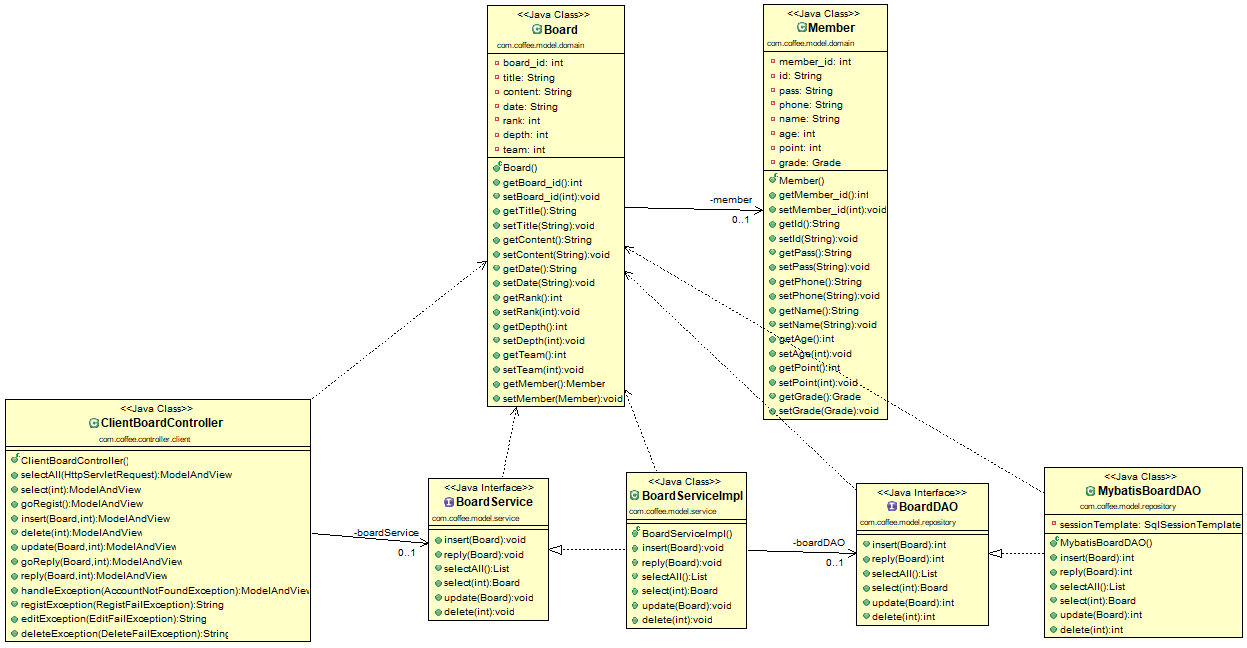 <<Java Class>>
Board
com.coffee.model.domain
board_id: int
title: String
content: String
date: String
rank: int
depth: int
team: int
Board()
getBoard_id():int
setBoard_id(int):void
getTitle():String
setTitle(String):void
getContent():String
setContent(String):void
getDate():String
setDate(String):void
getRank():int
setRank(int):void
getDepth():int
setDepth(int):void
getTeam():int
setTeam(int):void
getMember():Member
setMember(Member):void
-member
0..1
<<Java Class>>
Member
com.coffee.model.domain
member_id: int
id: String
pass: String
phone: String
name: String
age: int
point: int
grade: Grade
Member()
getMember_id():int
setMember_id(int):void
getId():String
setId(String):void
getPass():String
setPass(String):void
getPhone():String
setPhone(String):void
getName():String
setName(String):void
getAge():int
setAge(int):void
getPoint():int
setPoint(int):void
getGrade():Grade
setGrade(Grade):void
<<Java Class>>
ClientBoardController
com.coffee.controller.client
ClientBoardController()
selectAll(HttpServletRequest):ModelAndView
select(int):ModelAndView
goRegist():ModelAndView
insert(Board,int):ModelAndView
delete(int):ModelAndView
update(Board,int):ModelAndView
goReply(Board,int):ModelAndView
reply(Board,int):ModelAndView
handleException(AccountNotFoundException):ModelAndView
registException(RegistFailException):String
editException(EditFailException):String
deleteException(DeleteFailException):String
-boardService
0..1
<<Java Interface>>
BoardService
com.coffee.model.service
insert(Board):void
reply(Board):void
selectAll():List
select(int):Board
update(Board):void
delete(int):void
<<Java Class>>
BoardServiceImpl
com.coffee.model.service
BoardServiceImpl()
insert(Board):void
reply(Board):void
selectAll():List
select(int):Board
update(Board):void
delete(int):void
-boardDAO
0..1
<<Java Interface>>
BoardDAO
com.coffee.model.repository
insert(Board):int
reply(Board):int
selectAll():List
select(int):Board
update(Board):int
delete(int):int
<<Java Class>>
MybatisBoardDAO
com.coffee.model.repository
sessionTemplate: SqlSessionTemplate
MybatisBoardDAO()
insert(Board):int
reply(Board):int
selectAll():List
select(int):Board
update(Board):int
delete(int):int